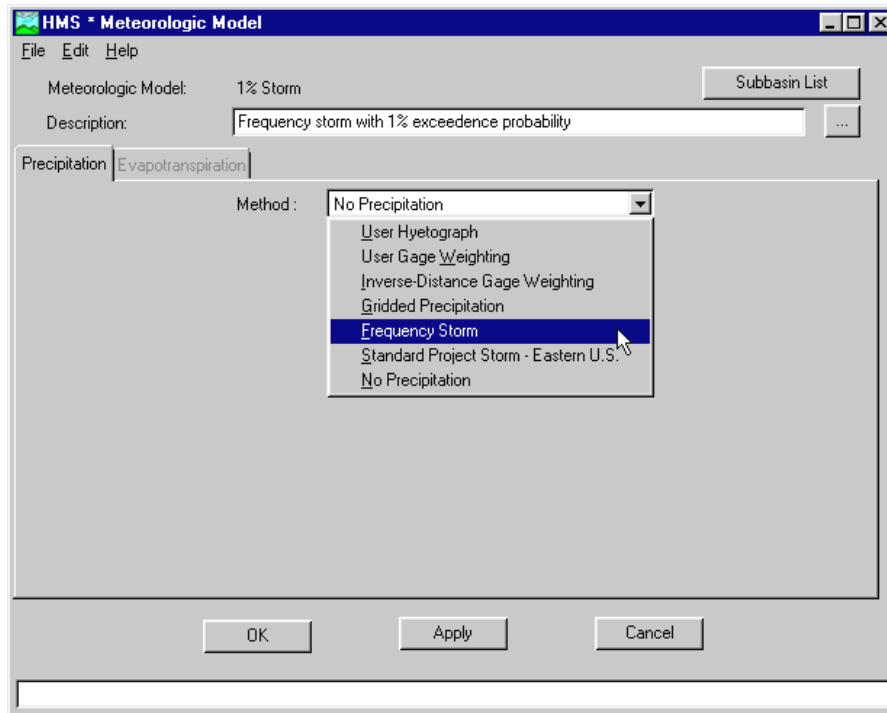 HMS * Meteorologic Model
File Edit Help
Meteorologic Model: 1% Storm Subbasin List
Description: Frequency storm with 1% exceedence probability ...
Precipitation Evapotranspiration
Method : No Precipitation
User Hyetograph
User Gage Weighting
Inverse-Distance Gage Weighting
Gridded Precipitation
Frequency Storm
Standard Project Storm - Eastern U.S.
No Precipitation
OK Apply Cancel